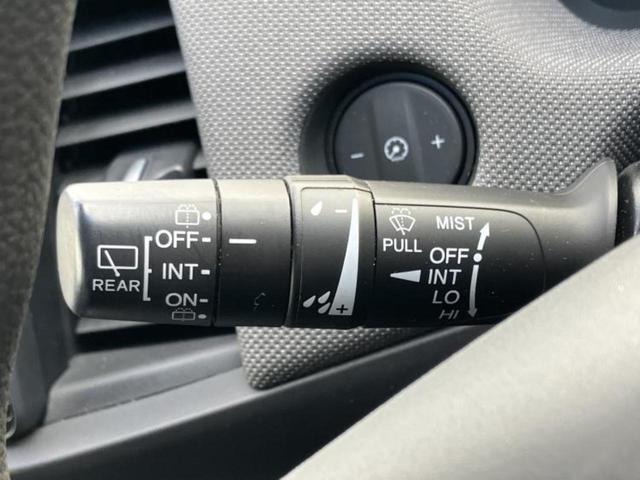 OFF
INT
ON
REAR
PULL
MIST
OFF
INT
LO
HI